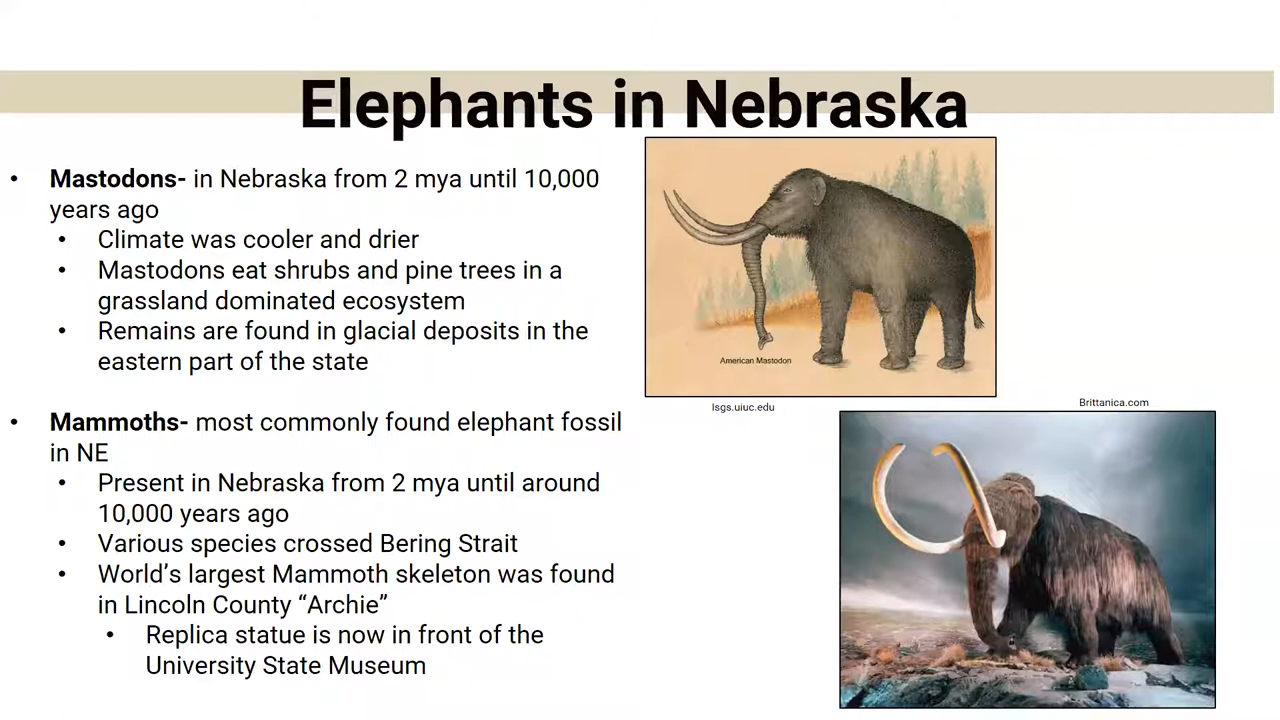 Elephants in Nebraska
• Mastodons- in Nebraska from 2 mya until 10,000
years ago
• Climate was cooler and drier
• Mastodons eat shrubs and pine trees in a
grassland dominated ecosystem
• Remains are found in glacial deposits in the
eastern part of the state
• Mammoths- most commonly found elephant fossil
in NE
• Present in Nebraska from 2 mya until around
10,000 years ago
• Various species crossed Bering Strait
• World’s largest Mammoth skeleton was found
in Lincoln County “Archie”
• Replica statue is now in front of the
University State Museum
American Mastodon
Isgs.uiuc.edu
Brittanica.com